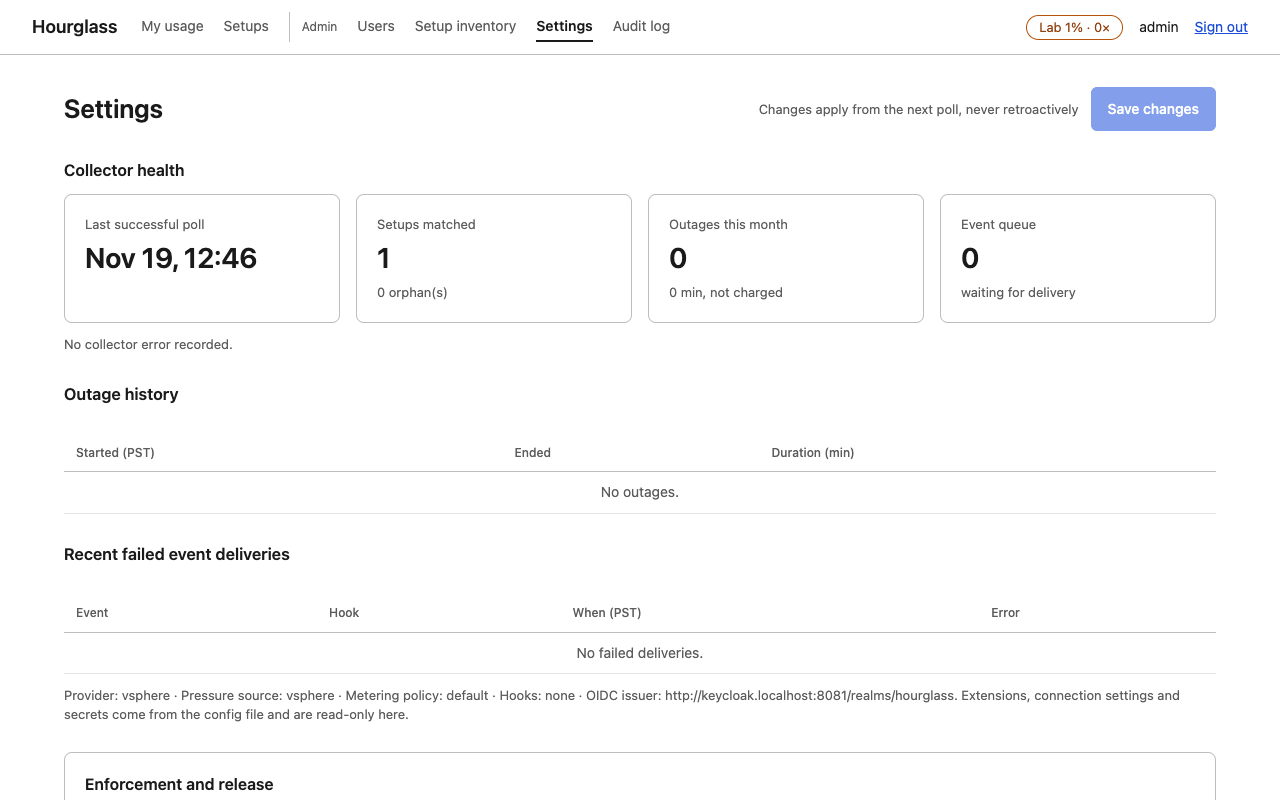 Hourglass My usage Setups Admin Users Setup inventory Settings Audit log Lab 1% · 0× admin Sign out
Settings Changes apply from the next poll, never retroactively Save changes
Collector health
Last successful poll Setups matched Outages this month Event queue
Nov 19, 12:46 1 0 0
0 orphan(s) 0 min, not charged waiting for delivery
No collector error recorded.
Outage history
Started (PST) Ended Duration (min)
No outages.
Recent failed event deliveries
Event Hook When (PST) Error
No failed deliveries.
Provider: vsphere · Pressure source: vsphere · Metering policy: default · Hooks: none · OIDC issuer: http://keycloak.localhost:8081/realms/hourglass. Extensions, connection settings and
secrets come from the config file and are read-only here.
Enforcement and release